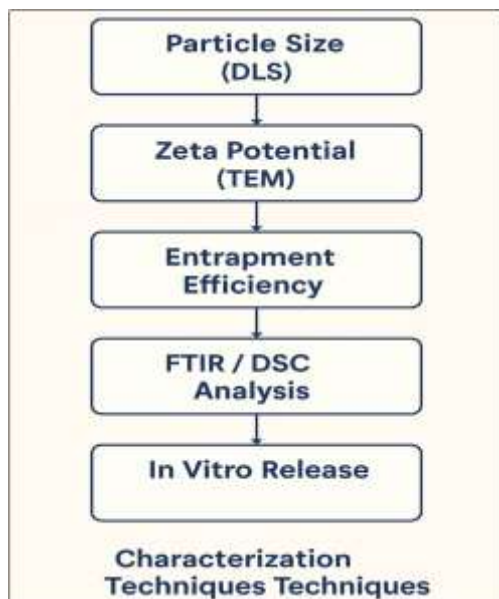 Particle Size
(DLS)
Zeta Potential
(TEM)
Entrapment
Efficiency
FTIR / DSC
Analysis
In Vitro Release
Characterization
Techniques Techniques